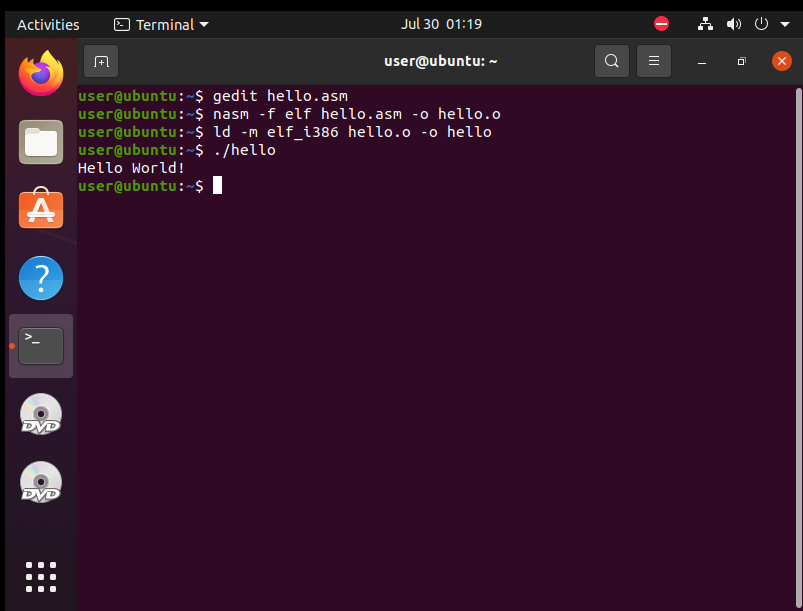 Activities
Terminal
Jul 30 01:19
user@ubuntu: ~
user@ubuntu:~$ gedit hello.asm
user@ubuntu:~$ nasm -f elf hello.asm -o hello.o
user@ubuntu:~$ ld -m elf_i386 hello.o -o hello
user@ubuntu:~$ ./hello
Hello World!
user@ubuntu:~$
?
>_
DVD
DVD